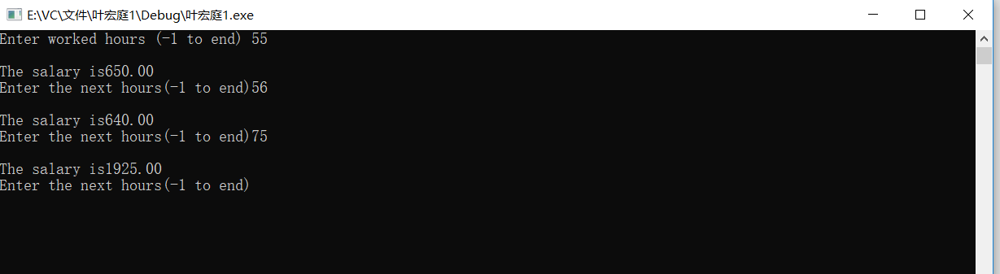 E:\VC\文件\叶宏庭1\Debug\叶宏庭1.exe
Enter worked hours (-1 to end) 55
The salary is650.00
Enter the next hours(-1 to end)56
The salary is640.00
Enter the next hours(-1 to end)75
The salary is1925.00
Enter the next hours(-1 to end)